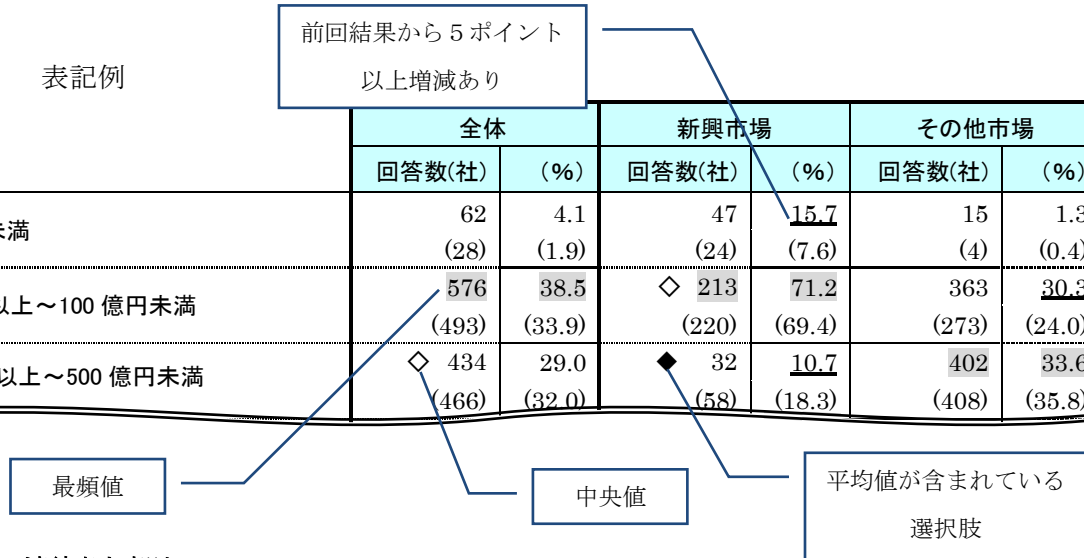 前回結果から５ポイント
以上増減あり
表記例
全体 新興市場 その他市場
回答数(社) (%) 回答数(社) (%) 回答数(社) (%)
未満 62 4.1 47 15.7 15 1.3
(28) (1.9) (24) (7.6) (4) (0.4)
以上～100 億円未満 576 38.5 ◇ 213 71.2 363 30.3
(493) (33.9) (220) (69.4) (273) (24.0)
以上～500 億円未満 ◇ 434 29.0 ◆ 32 10.7 402 33.6
(466) (32.0) (58) (18.3) (408) (35.8)
最頻値
中央値
平均値が含まれている
選択肢